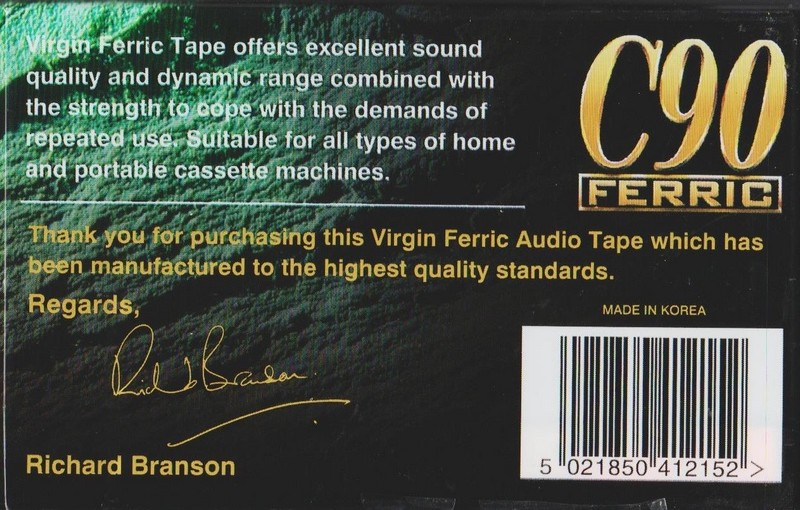 Virgin Ferric Tape offers excellent sound
quality and dynamic range combined with
the strength to cope with the demands of
repeated use. Suitable for all types of home
and portable cassette machines.
C90
FERRIC
Thank you for purchasing this Virgin Ferric Audio Tape which has
been manufactured to the highest quality standards.
Regards,
Richard Branson
Richard Branson
MADE IN KOREA
5 021850 412152 >